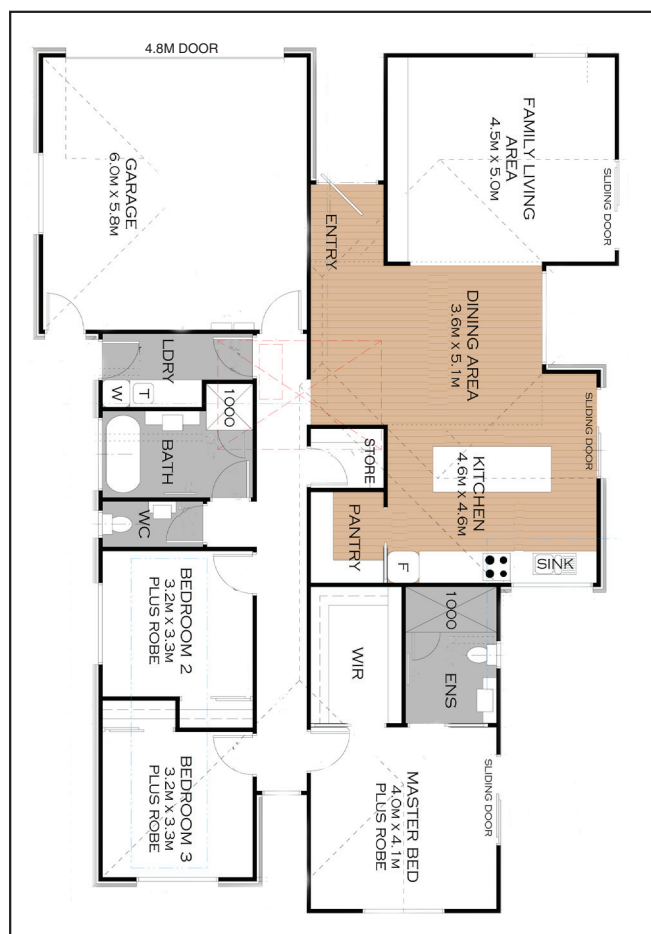 4.8M DOOR
GARAGE
6.0M X 5.8M
FAMILY LIVING
AREA
4.5M X 5.0M
SLIDING DOOR
ENTRY
DINING AREA
3.6M X 5.1M
LDRY
W
T
1000
BATH
WC
STORE
SLIDING DOOR
KITCHEN
4.6M X 4.6M
PANTRY
F
SINK
BEDROOM 2
3.2M X 3.3M
PLUS ROBE
WIR
1000
ENS
BEDROOM 3
3.2M X 3.3M
PLUS ROBE
MASTER BED
4.0M X 4.1M
PLUS ROBE
SLIDING DOOR